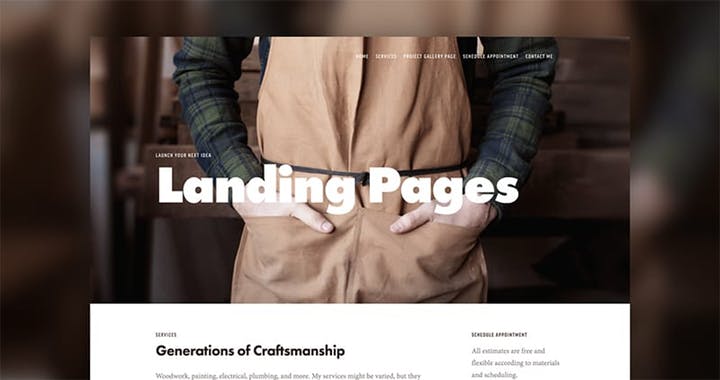 HOME SERVICES PROJECT GALLERY PAGE SCHEDULE APPOINTMENT CONTACT ME
LAUNCH YOUR NEXT IDEA
Landing Pages
SERVICES
Generations of Craftsmanship
Woodwork, painting, electrical, plumbing, and more. My services might be varied, but they
SCHEDULE APPOINTMENT
All estimates are free and
flexible according to materials
and scheduling.